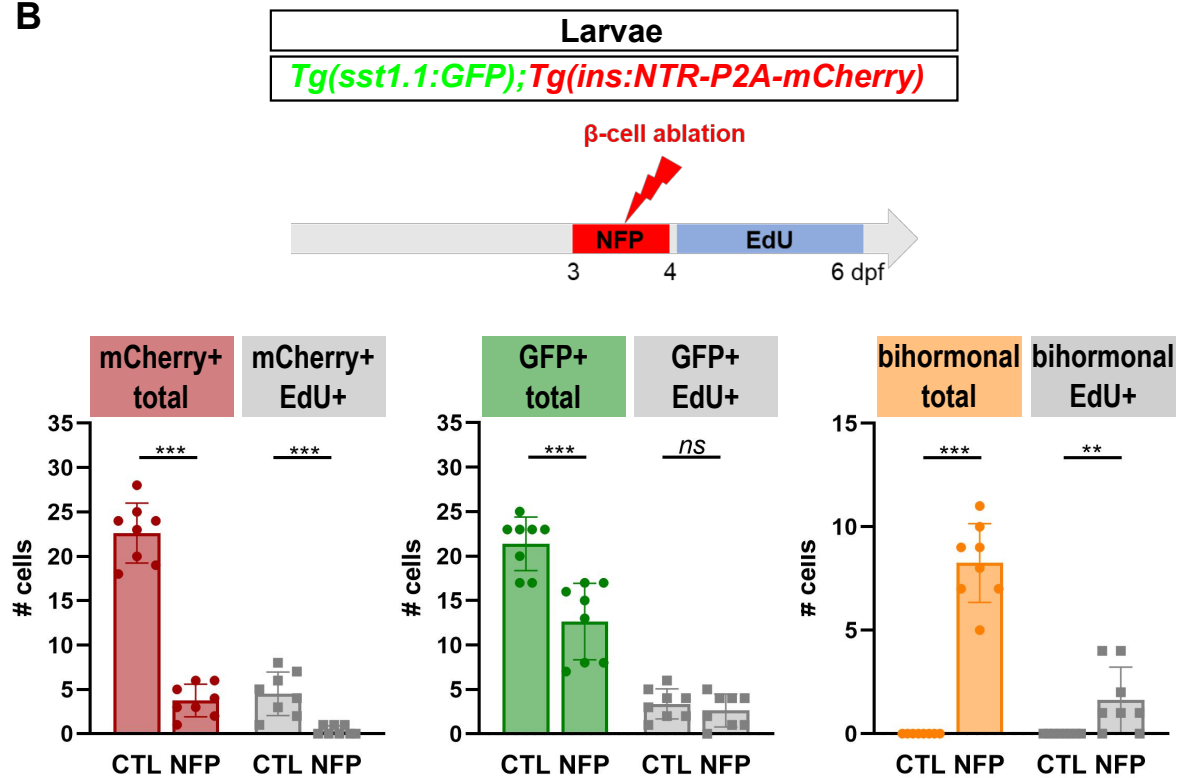 B
Larvae
Tg(sst1.1:GFP);Tg(ins:NTR-P2A-mCherry)
β-cell ablation
NFP
EdU
3
4
6 dpf
mCherry+
total
mCherry+
EdU+
***
***
# cells
35
30
25
20
15
10
5
0
CTL NFP
CTL NFP
GFP+
total
GFP+
EdU+
***
ns
# cells
35
30
25
20
15
10
5
0
CTL NFP
CTL NFP
bihormonal
total
bihormonal
EdU+
***
**
# cells
15
10
5
0
CTL NFP
CTL NFP